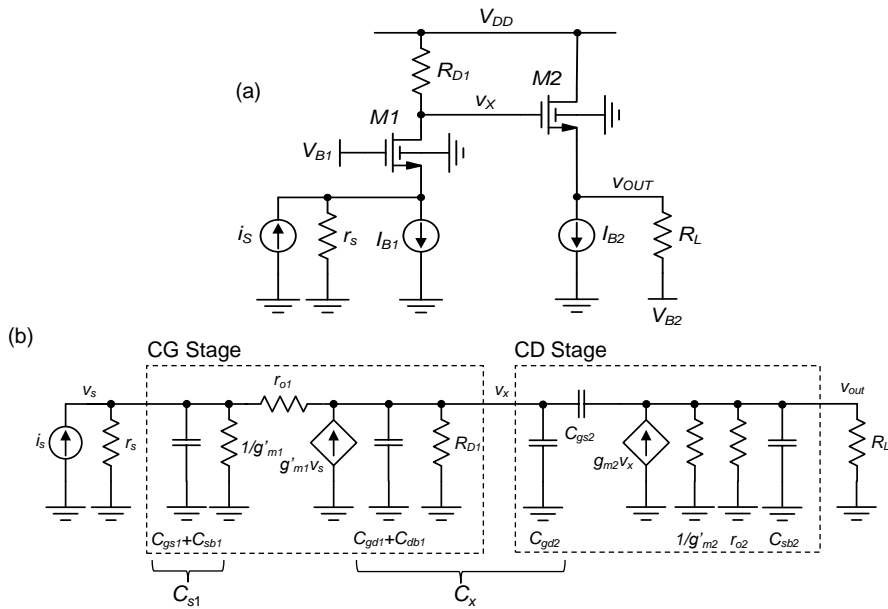 V_DD
R_D1
M2
(a)
v_X
M1
V_B1
v_OUT
i_S
r_s
I_B1
I_B2
R_L
V_B2
(b)
CG Stage
CD Stage
v_s
r_o1
v_x
v_out
i_s
r_s
1/g'_m1
g'_m1v_s
R_D1
C_gs2
g_m2v_x
R_L
C_gs1+C_sb1
C_gd1+C_db1
C_gd2
1/g'_m2
r_o2
C_sb2
C_s1
C_x